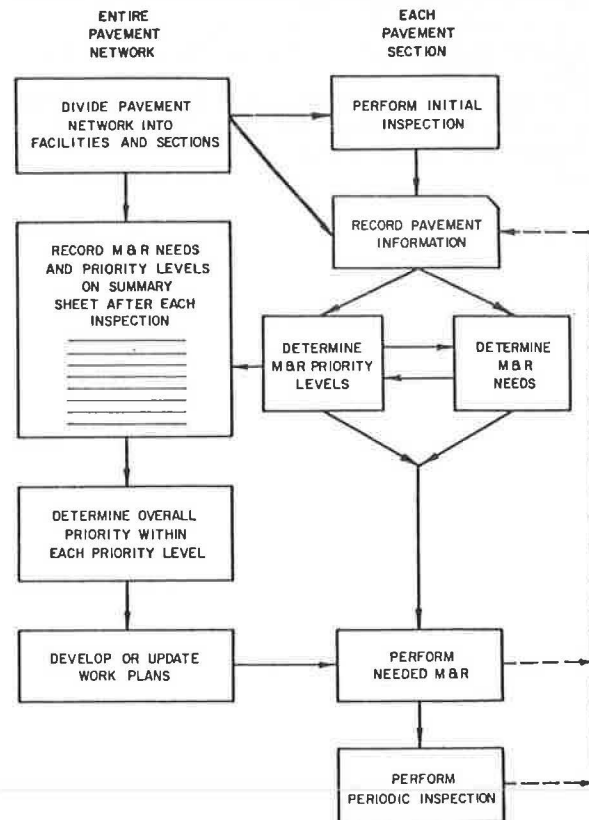 ENTIRE
PAVEMENT
NETWORK
EACH
PAVEMENT
SECTION
DIVIDE PAVEMENT
NETWORK INTO
FACILITIES AND SECTIONS
PERFORM INITIAL
INSPECTION
RECORD PAVEMENT
INFORMATION
RECORD M&R NEEDS
AND PRIORITY LEVELS
ON SUMMARY
SHEET AFTER EACH
INSPECTION
DETERMINE
M&R PRIORITY
LEVELS
DETERMINE
M&R
NEEDS
DETERMINE OVERALL
PRIORITY WITHIN
EACH PRIORITY LEVEL
DEVELOP OR UPDATE
WORK PLANS
PERFORM
NEEDED M&R
PERFORM
PERIODIC INSPECTION